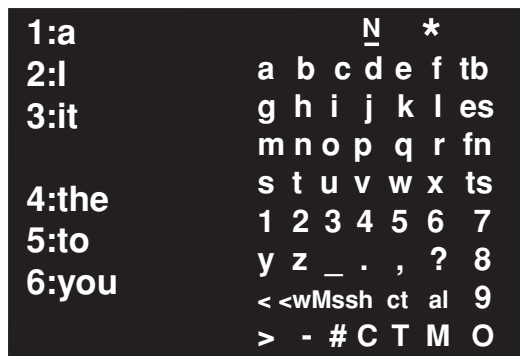 1:a
2:I
3:it
4:the
5:to
6:you
N *
a b c d e f tb
g h i j k l es
m n o p q r fn
s t u v w x ts
1 2 3 4 5 6 7
y z _ . , ? 8
< <wMssh ct al 9
> - # C T M O